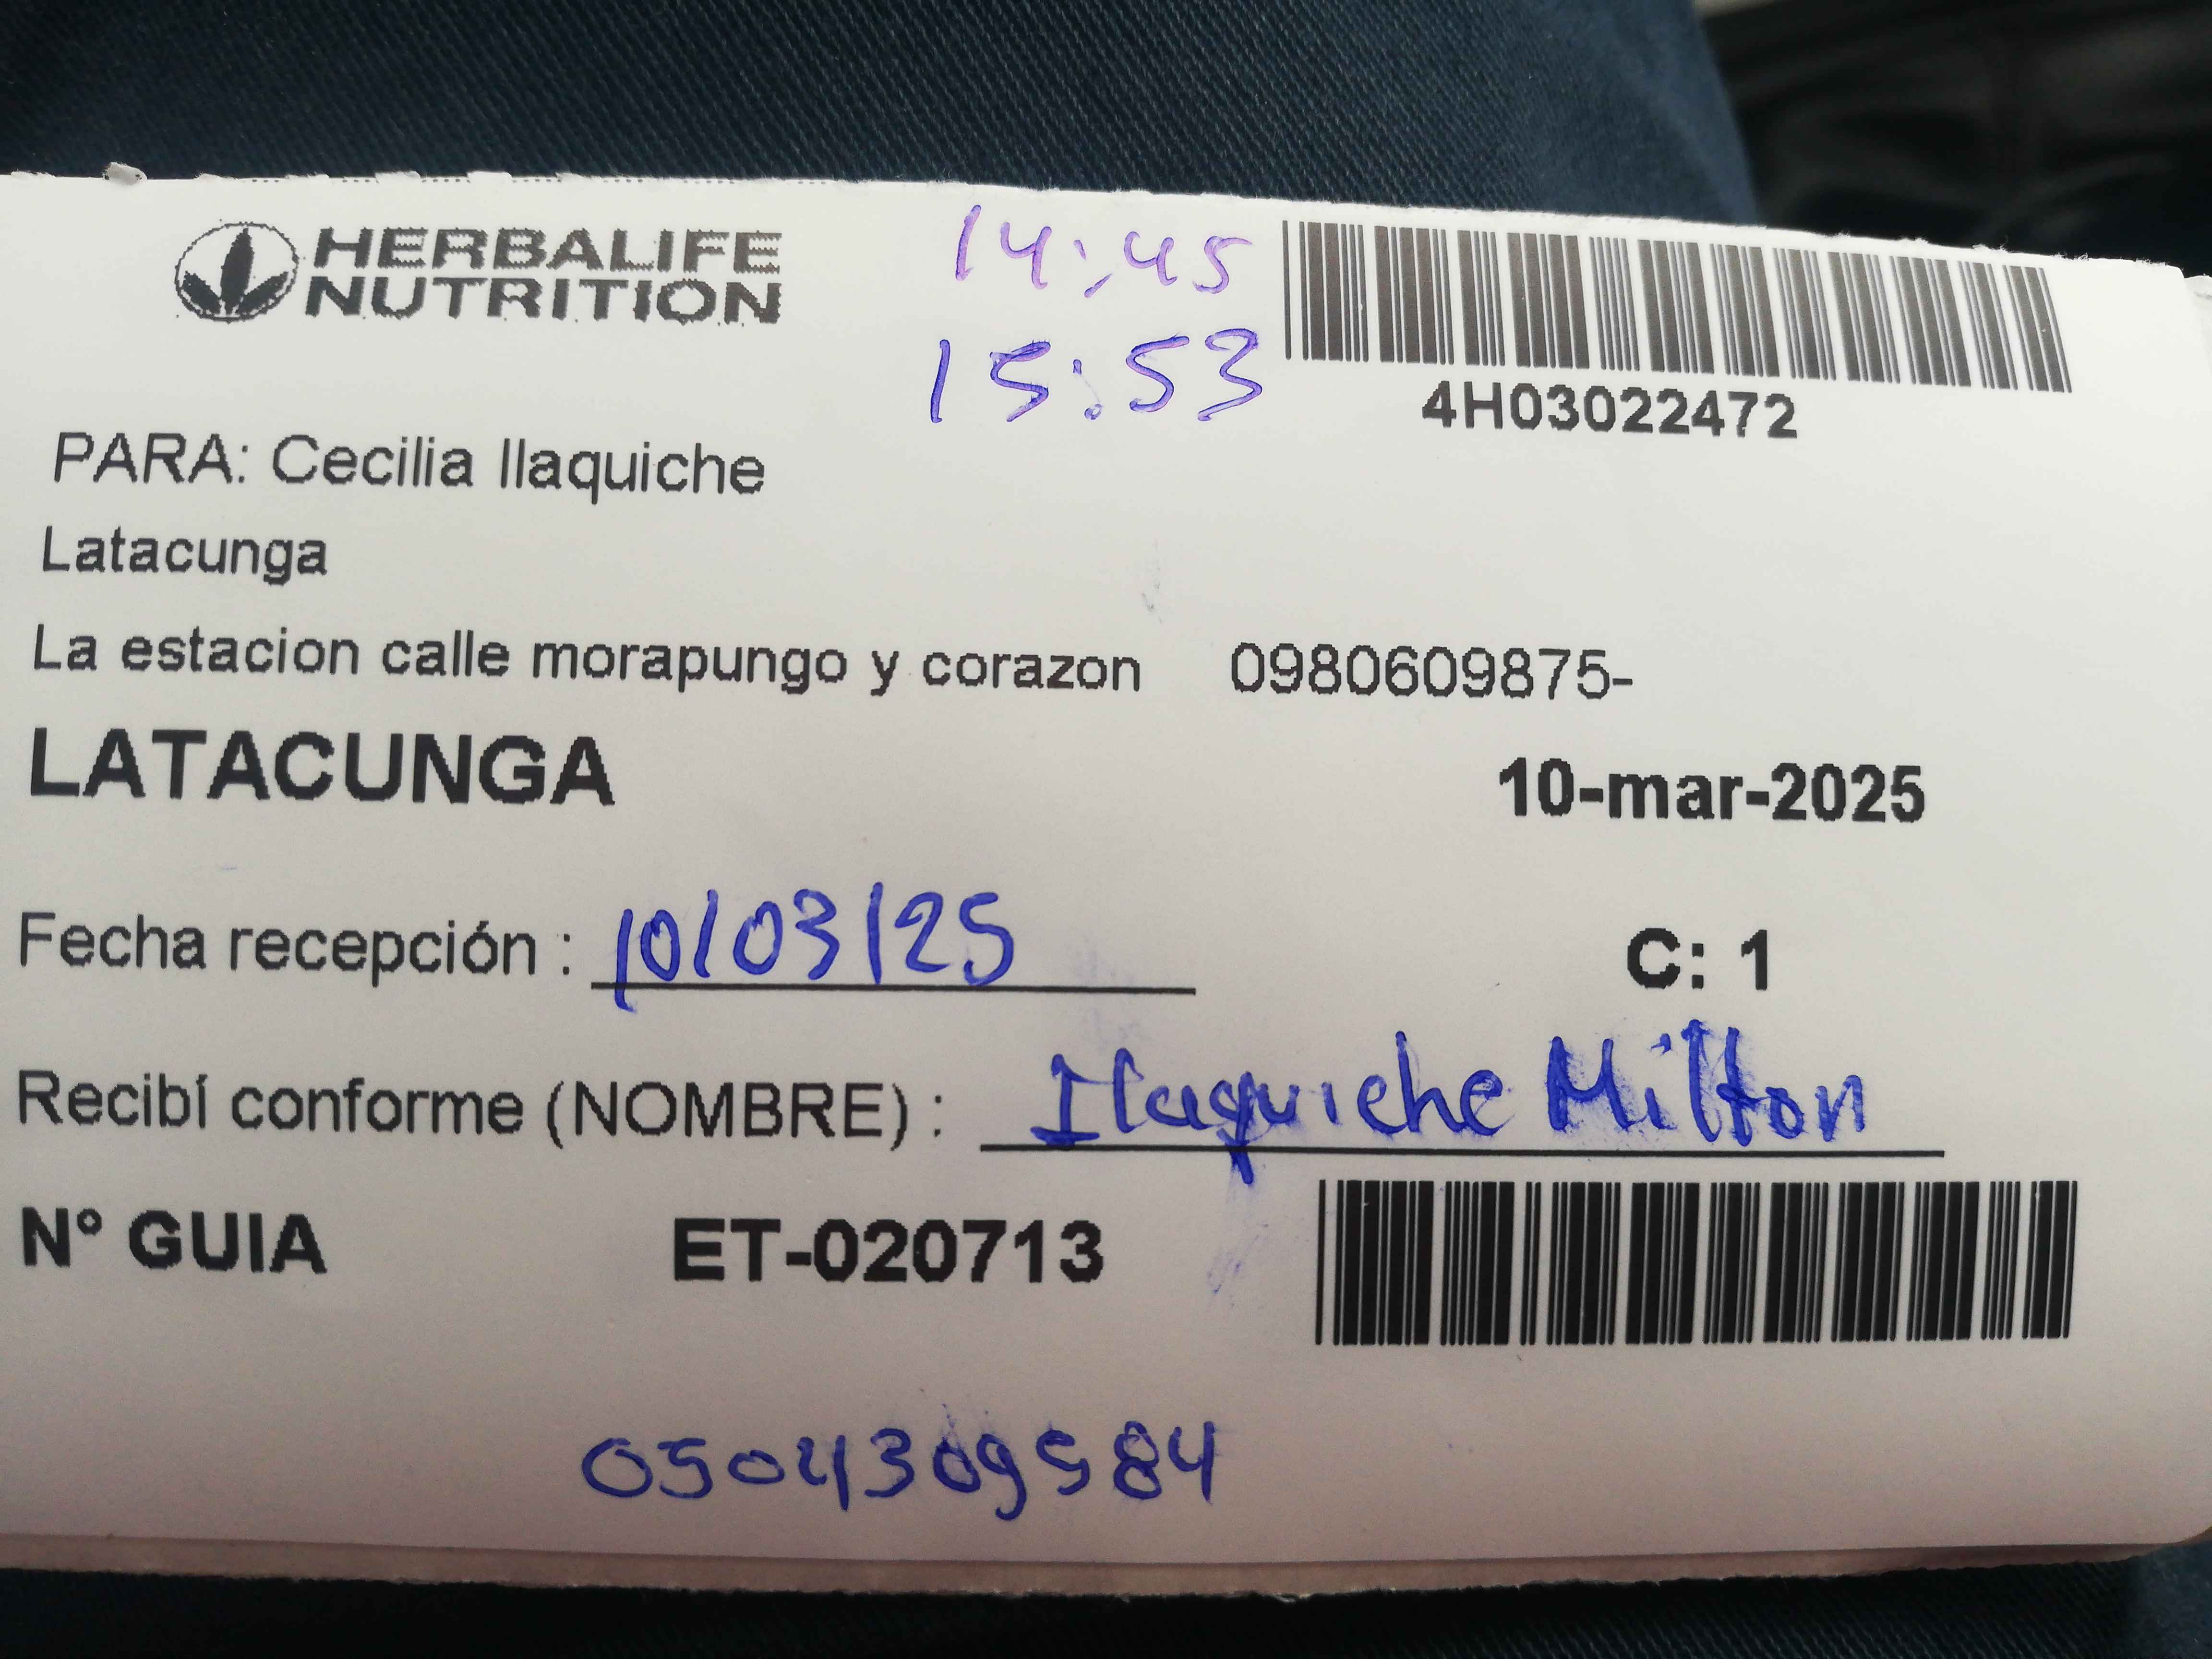 HERBALIFE
NUTRITION
14:45
15:53
4H03022472
PARA: Cecilia Ilaquiche
Latacunga
La estacion calle morapungo y corazon 0980609875-
LATACUNGA 10-mar-2025
Fecha recepción : 10/03/25 C: 1
Recibí conforme (NOMBRE) : Ilaquiche Milton
N° GUIA ET-020713
0504309584